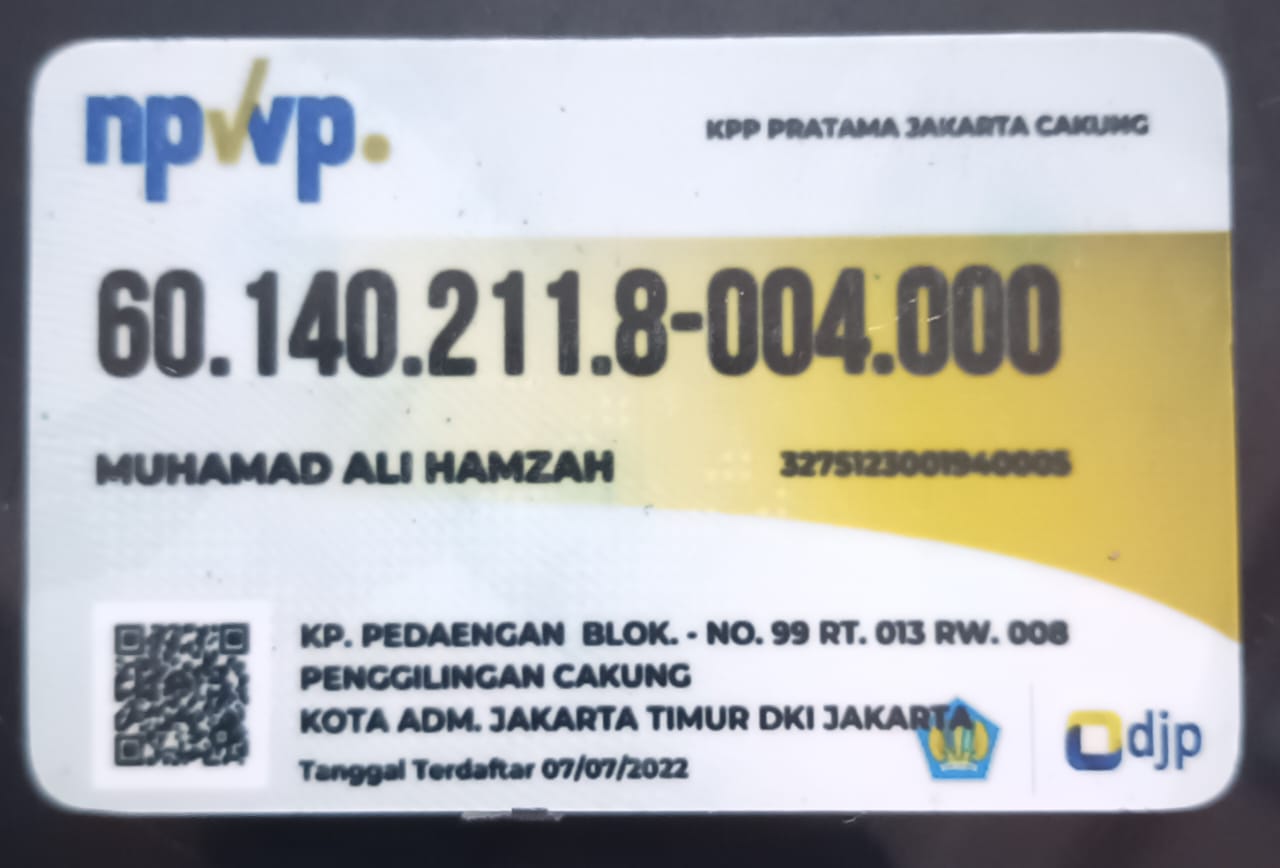 npwp.
KPP PRATAMA JAKARTA CAKUNG
60.140.211.8-004.000
MUHAMAD ALI HAMZAH 3275123001940005
KP. PEDAENGAN BLOK. - NO. 99 RT. 013 RW. 008
PENGGILINGAN CAKUNG
KOTA ADM. JAKARTA TIMUR DKI JAKARTA
Tanggal Terdaftar 07/07/2022
djp